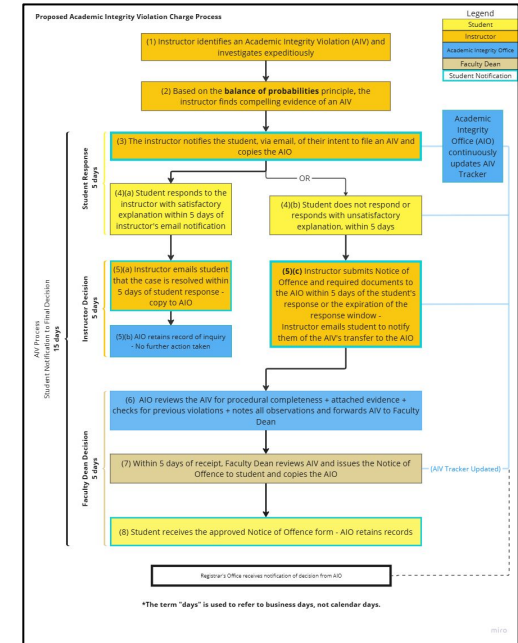 Proposed Academic Integrity Violation Charge Process
Legend
Student
Instructor
Academic Integrity Office
Faculty Dean
Student Notification
(1) Instructor identifies an Academic Integrity Violation (AIV) and
Investigates expeditiously
(2) Based on the balance of probabilities principle, the
instructor finds compelling evidence of an AIV
Academic
Integrity
Office (AIO)
continuously
updates AIV
Tracker
(3) The instructor notifies the student, via email, of their intent to file an AIV and
copies the AIO
Student Response
5 days
OR
(4)(a) Student responds to the
instructor with satisfactory
explanation within 5 days of
instructor's email notification
(4)(b) Student does not respond or
responds with unsatisfactory
explanation, within 5 days
AIV Process
Student Notification to Final Decision
15 days
Instructor Decision
5 days
(5)(a) Instructor emails student
that the case is resolved within
5 days of student response -
copy to AIO
(5)(b) AIO retains record of inquiry
- No further action taken
(5)(c) Instructor submits Notice of
Offence and required documents to
the AIO within 5 days of the student's
response or the expiration of the
response window -
Instructor emails student to notify
them of the AIV's transfer to the AIO
Faculty Dean Decision
5 days
(6) AIO reviews the AIV for procedural completeness + attached evidence +
checks for previous violations + notes all observations and forwards AIV to Faculty
Dean
(7) Within 5 days of receipt, Faculty Dean reviews AIV and issues the Notice of
Offence to student and copies the AIO
(AIV Tracker Updated)
(8) Student receives the approved Notice of Offence form - AIO retains records
Registrar's Office receives notification of decision from AIO
*The term "days" is used to refer to business days, not calendar days.
miro